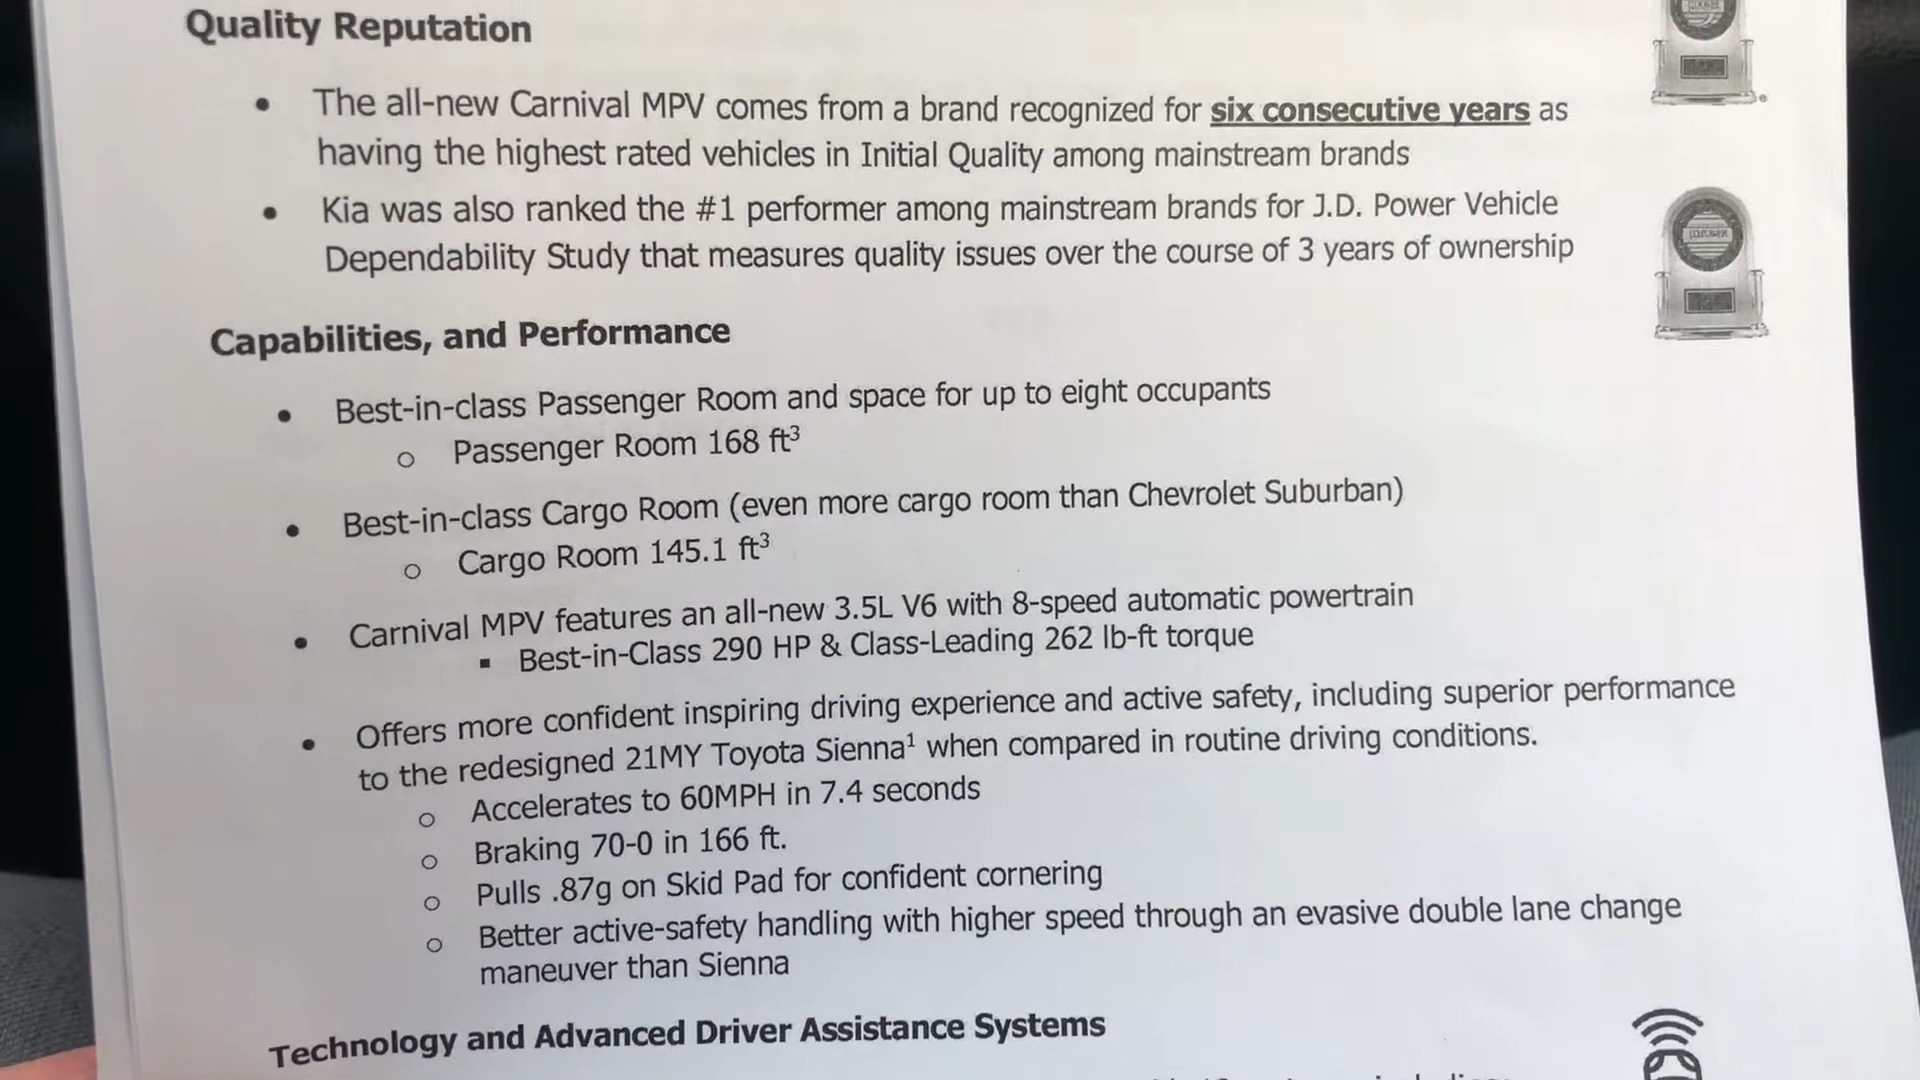 Quality Reputation
• The all-new Carnival MPV comes from a brand recognized for six consecutive years as
having the highest rated vehicles in Initial Quality among mainstream brands
• Kia was also ranked the #1 performer among mainstream brands for J.D. Power Vehicle
Dependability Study that measures quality issues over the course of 3 years of ownership
Capabilities, and Performance
• Best-in-class Passenger Room and space for up to eight occupants
o Passenger Room 168 ft³
• Best-in-class Cargo Room (even more cargo room than Chevrolet Suburban)
o Cargo Room 145.1 ft³
• Carnival MPV features an all-new 3.5L V6 with 8-speed automatic powertrain
▪ Best-in-Class 290 HP & Class-Leading 262 lb-ft torque
• Offers more confident inspiring driving experience and active safety, including superior performance
to the redesigned 21MY Toyota Sienna¹ when compared in routine driving conditions.
o Accelerates to 60MPH in 7.4 seconds
o Braking 70-0 in 166 ft.
o Pulls .87g on Skid Pad for confident cornering
o Better active-safety handling with higher speed through an evasive double lane change
maneuver than Sienna
Technology and Advanced Driver Assistance Systems